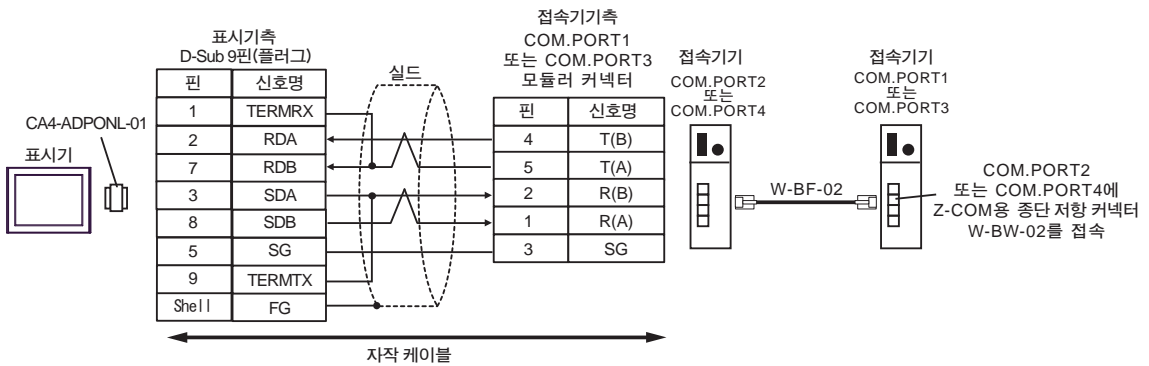 표시기측
D-Sub 9핀(플러그)
핀 신호명
1 TERMRX
2 RDA
7 RDB
3 SDA
8 SDB
5 SG
9 TERMTX
Shell FG
CA4-ADPONL-01
표시기
실드
접속기기측
COM.PORT1
또는 COM.PORT3
모듈러 커넥터
핀 신호명
4 T(B)
5 T(A)
2 R(B)
1 R(A)
3 SG
접속기기
COM.PORT2
또는
COM.PORT4
W-BF-02
접속기기
COM.PORT1
또는
COM.PORT3
COM.PORT2
또는 COM.PORT4에
Z-COM용 종단 저항 커넥터
W-BW-02를 접속
자작 케이블